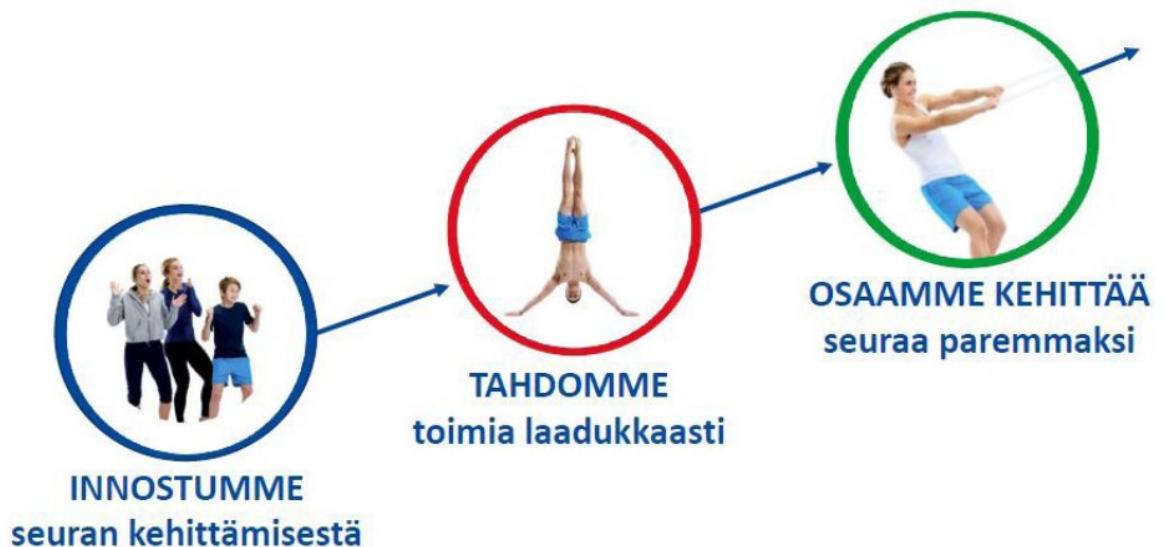 INNOSTUMME
seuran kehittämisestä
TAHDOMME
toimia laadukkaasti
OSAAMME KEHITTÄÄ
seuraa paremmaksi